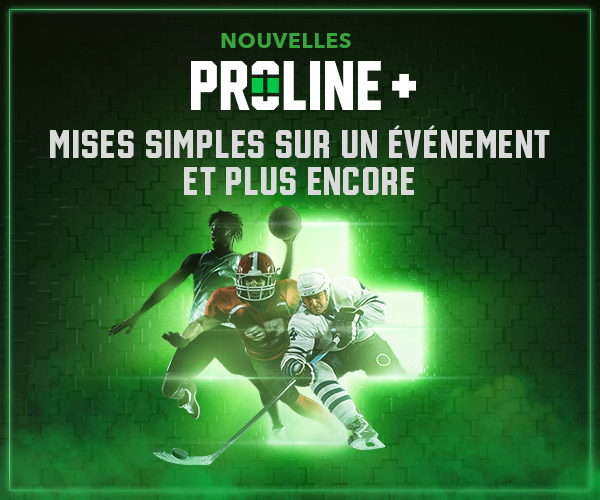 NOUVELLES
PROLINE +
MISES SIMPLES SUR UN ÉVÉNEMENT
ET PLUS ENCORE